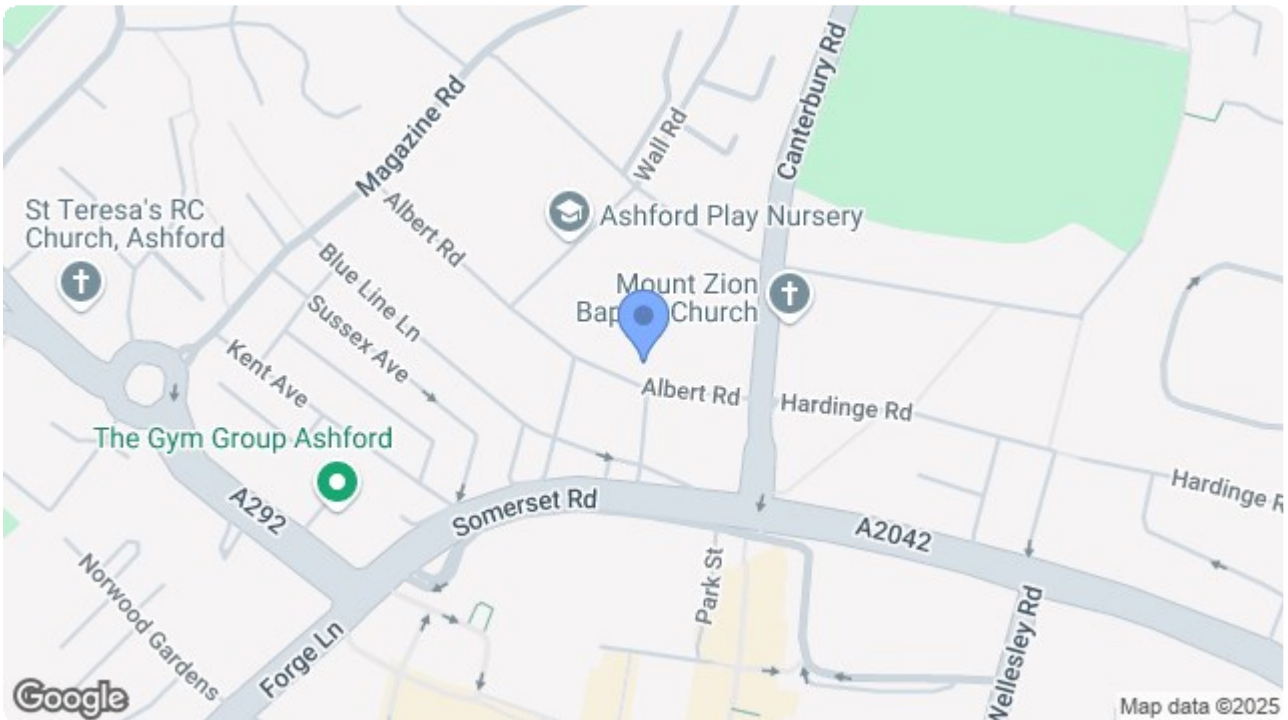 Canterbury Rd
Magazine Rd
Wall Rd
St Teresa's RC
Church, Ashford
Albert Rd
Ashford Play Nursery
Blue Line Ln
Mount Zion
Church
Sussex Ave
Kent Ave
Albert Rd
Hardinge Rd
The Gym Group Ashford
Hardinge
A292
Somerset Rd
A2042
Norwood Gardens
Park St
Forge Ln
Wellesley Rd
Google
Map data ©2025